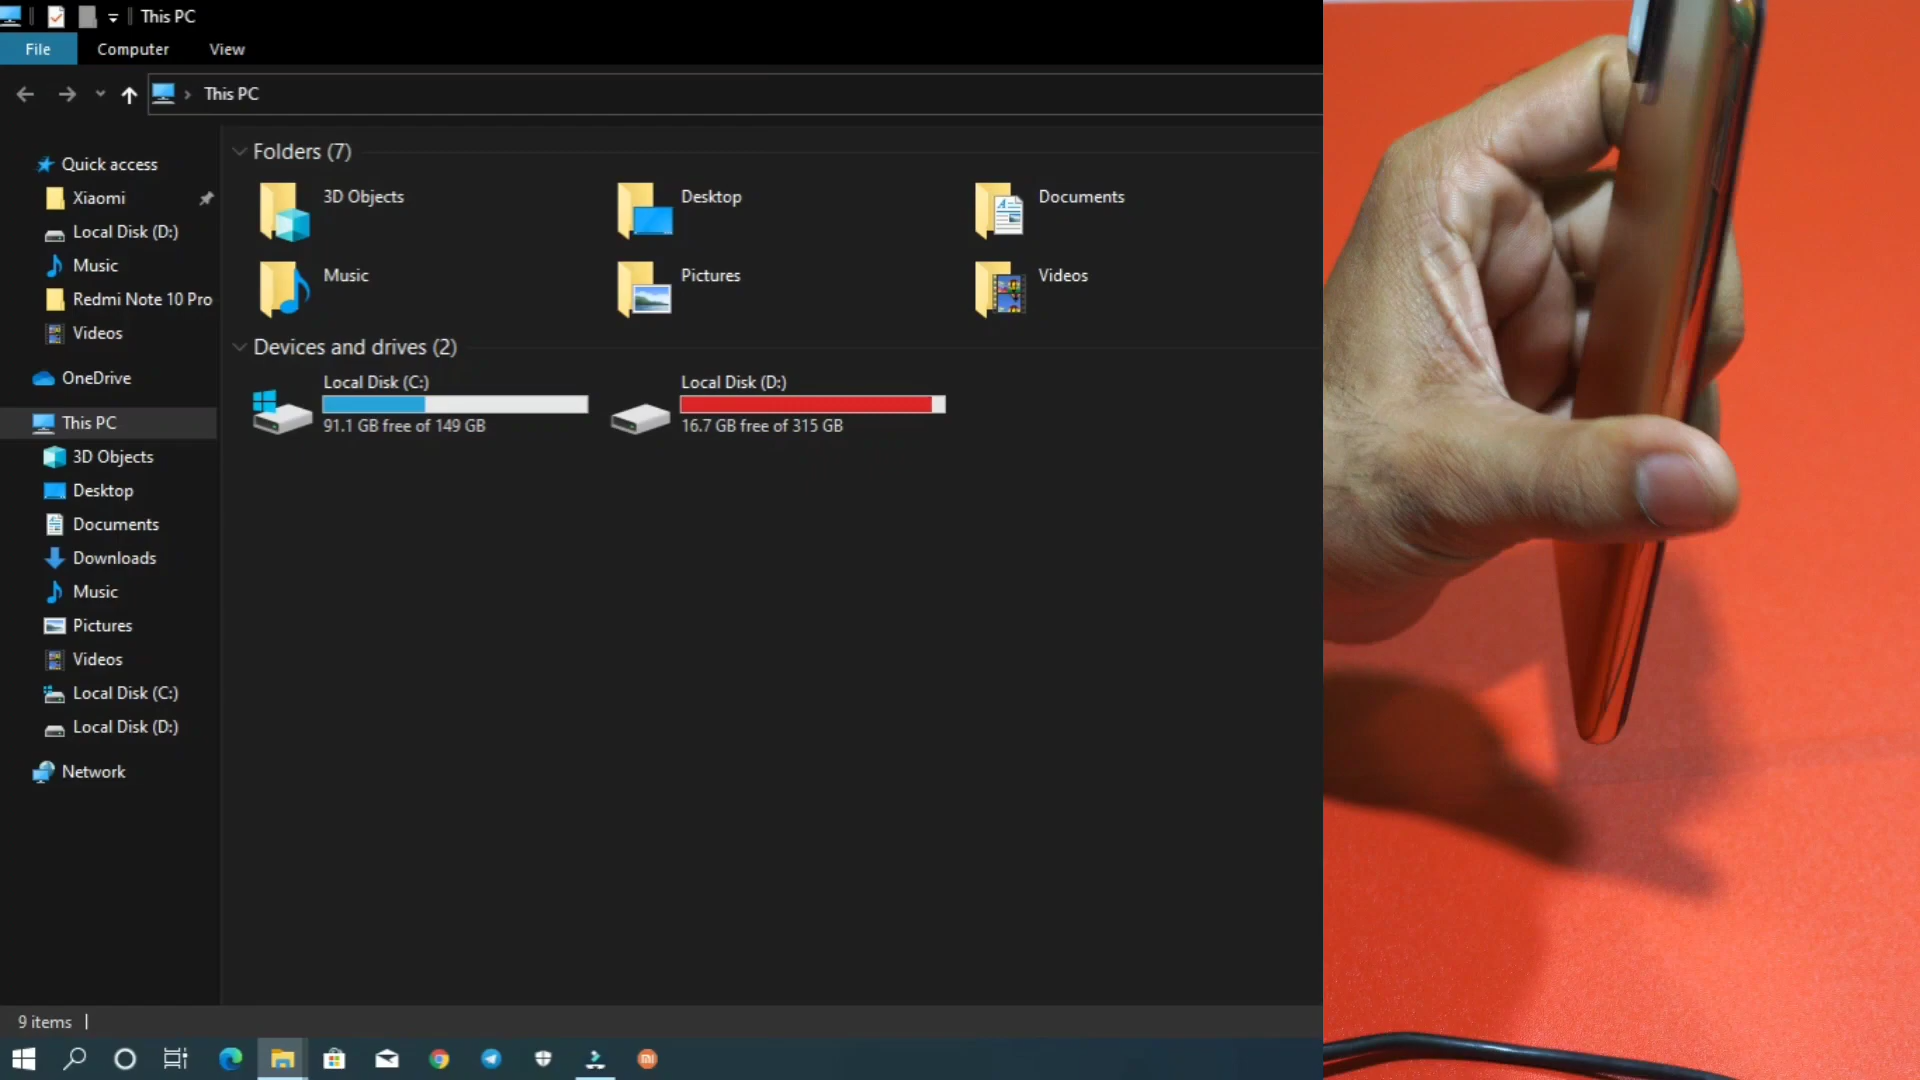 This PC
File Computer View
This PC
Quick access
Xiaomi
Local Disk (D:)
Music
Redmi Note 10 Pro
Videos
OneDrive
This PC
3D Objects
Desktop
Documents
Downloads
Music
Pictures
Videos
Local Disk (C:)
Local Disk (D:)
Network
Folders (7)
3D Objects Desktop Documents
Music Pictures Videos
Devices and drives (2)
Local Disk (C:)
91.1 GB free of 149 GB
Local Disk (D:)
16.7 GB free of 315 GB
9 items